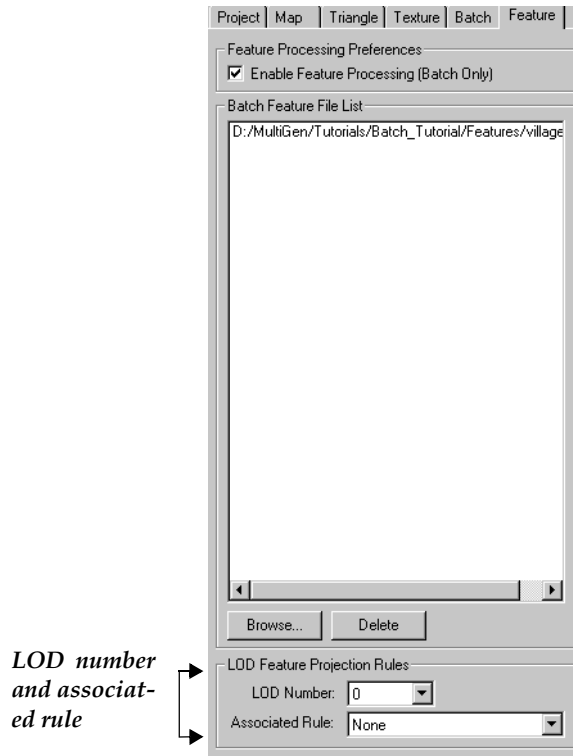 Project Map Triangle Texture Batch Feature
Feature Processing Preferences
Enable Feature Processing (Batch Only)
Batch Feature File List
D:/MultiGen/Tutorials/Batch_Tutorial/Features/village
Browse... Delete
LOD number
and associat-
ed rule
LOD Feature Projection Rules
LOD Number: 0
Associated Rule: None